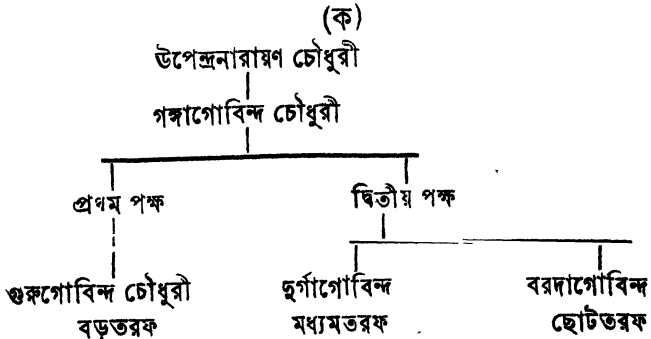 (ক)
উপেন্দ্রনারায়ণ চৌধুরী
গঙ্গাগোবিন্দ চৌধুরী
প্রথম পক্ষ
দ্বিতীয় পক্ষ
গুরুগোবিন্দ চৌধুরী
বড়তরফ
দুর্গাগোবিন্দ
মধ্যমতরফ
বরদাগোবিন্দ
ছোটতরফ